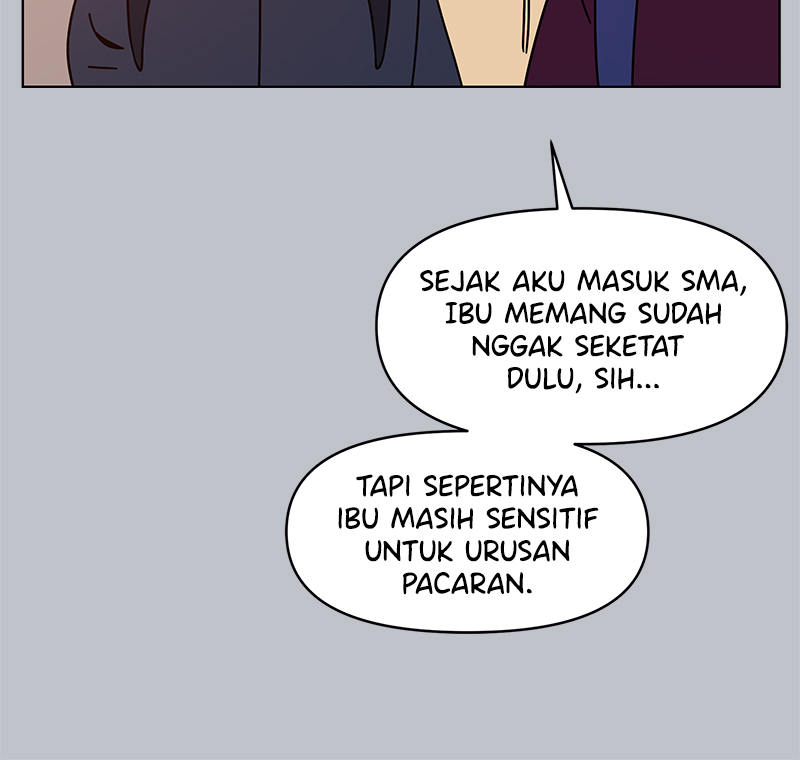 SEJAK AKU MASUK SMA,
IBU MEMANG SUDAH
NGGAK SEKETAT
DULU, SIH...
TAPI SEPERTINYA
IBU MASIH SENSITIF
UNTUK URUSAN
PACARAN.